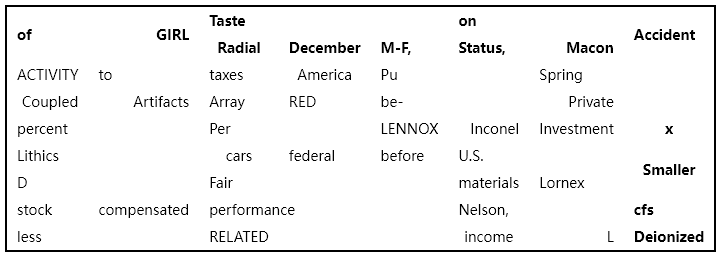 Taste on
of GIRL Accident
Radial December M-F, Status, Macon
ACTIVITY to taxes America Pu Spring
Coupled Artifacts Array RED be- Private
percent Per LENNOX Inconel Investment x
Lithics cars federal before U.S.
Smaller
D Fair materials Lornex
stock compensated performance Nelson, cfs
less RELATED income L Deionized